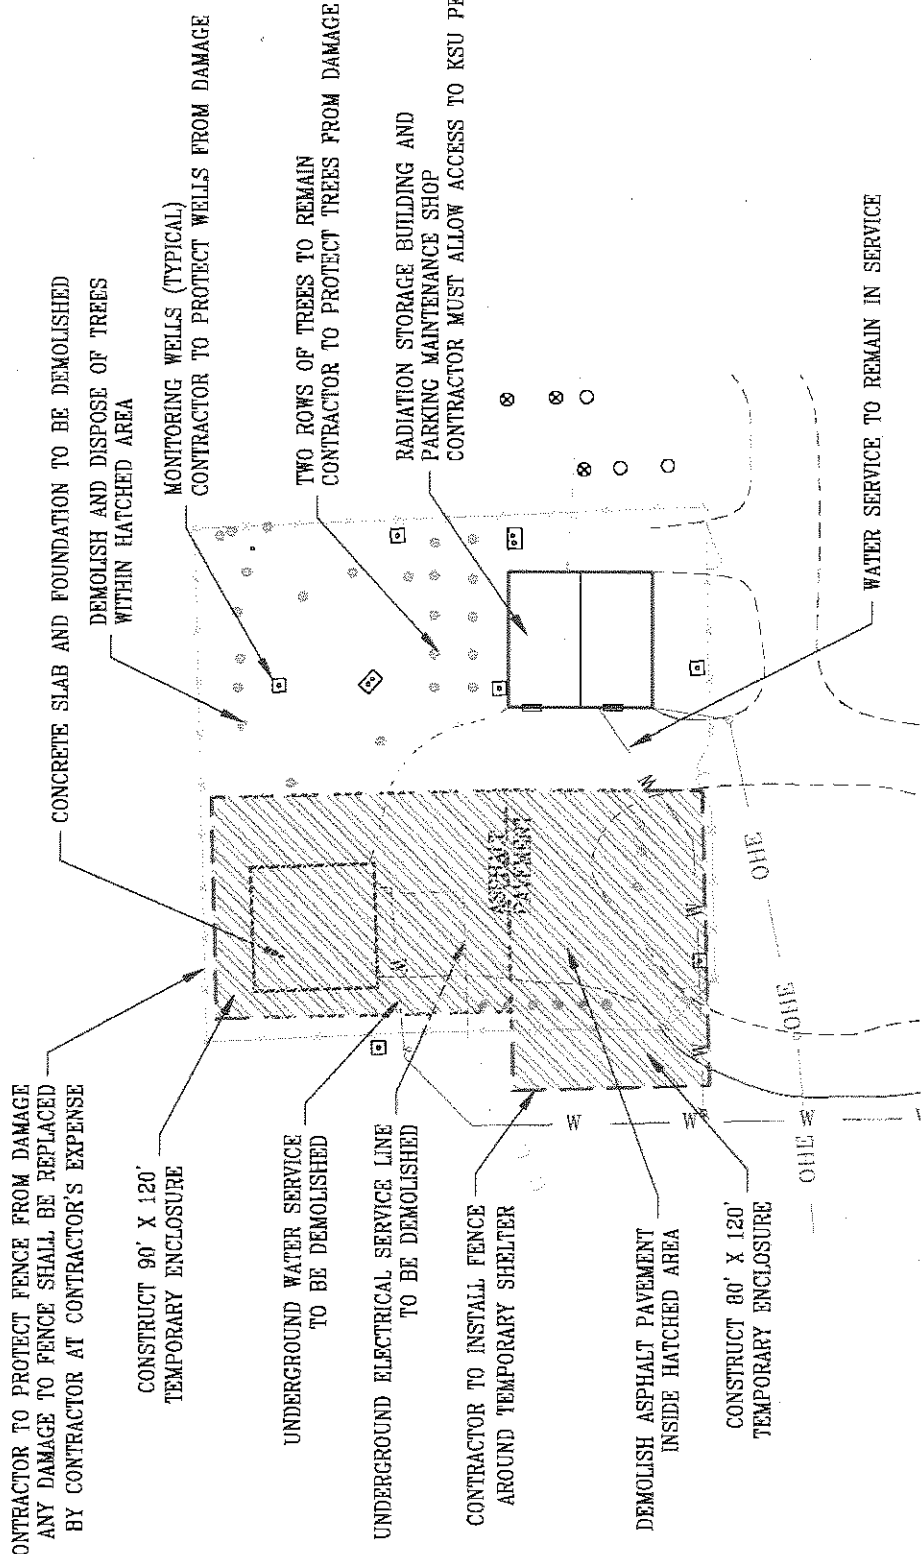 ONTRACTOR TO PROTECT FENCE FROM DAMAGE
ANY DAMAGE TO FENCE SHALL BE REPLACED
BY CONTRACTOR AT CONTRACTOR'S EXPENSE
CONCRETE SLAB AND FOUNDATION TO BE DEMOLISHED
DEMOLISH AND DISPOSE OF TREES
WITHIN HATCHED AREA
MONITORING WELLS (TYPICAL)
CONTRACTOR TO PROTECT WELLS FROM DAMAGE
CONSTRUCT 90' X 120'
TEMPORARY ENCLOSURE
TWO ROWS OF TREES TO REMAIN
CONTRACTOR TO PROTECT TREES FROM DAMAGE
UNDERGROUND WATER SERVICE
TO BE DEMOLISHED
RADIATION STORAGE BUILDING AND
PARKING MAINTENANCE SHOP
CONTRACTOR MUST ALLOW ACCESS TO KSU PE
UNDERGROUND ELECTRICAL SERVICE LINE
TO BE DEMOLISHED
CONTRACTOR TO INSTALL FENCE
AROUND TEMPORARY SHELTER
ASPHALT
PAVEMENT
DEMOLISH ASPHALT PAVEMENT
INSIDE HATCHED AREA
CONSTRUCT 80' X 120'
TEMPORARY ENCLOSURE
WATER SERVICE TO REMAIN IN SERVICE
W
W
W
W
W
W
W
OHE
OHE
OHE